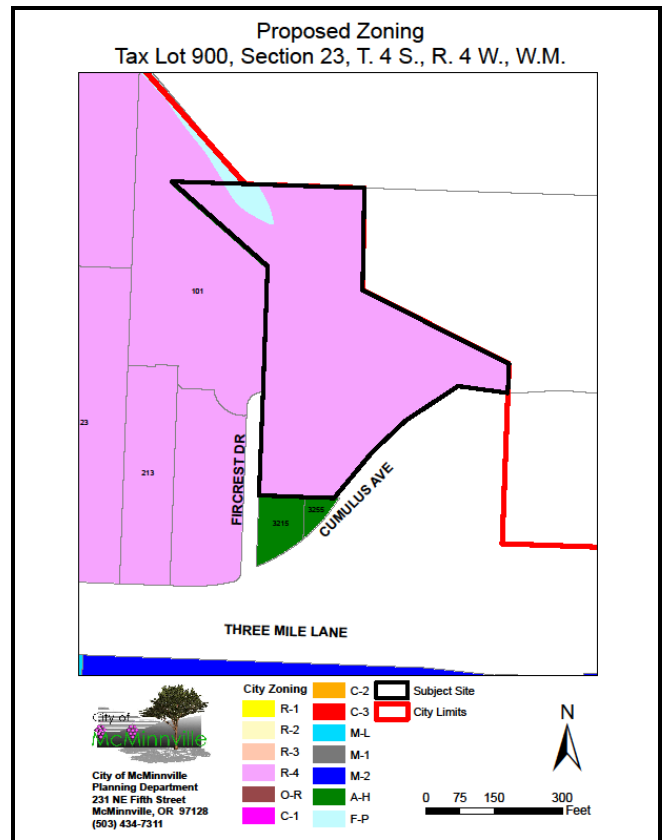 Proposed Zoning
Tax Lot 900, Section 23, T. 4 S., R. 4 W., W.M.
101
23
213
FIRCREST DR
3215
3255
CUMULUS AVE
THREE MILE LANE
City of
McMinnville
City of McMinnville
Planning Department
231 NE Fifth Street
McMinnville, OR 97128
(503) 434-7311
City Zoning
R-1
R-2
R-3
R-4
O-R
C-1
C-2
C-3
M-L
M-1
M-2
A-H
F-P
Subject Site
City Limits
N
0 75 150 300
Feet